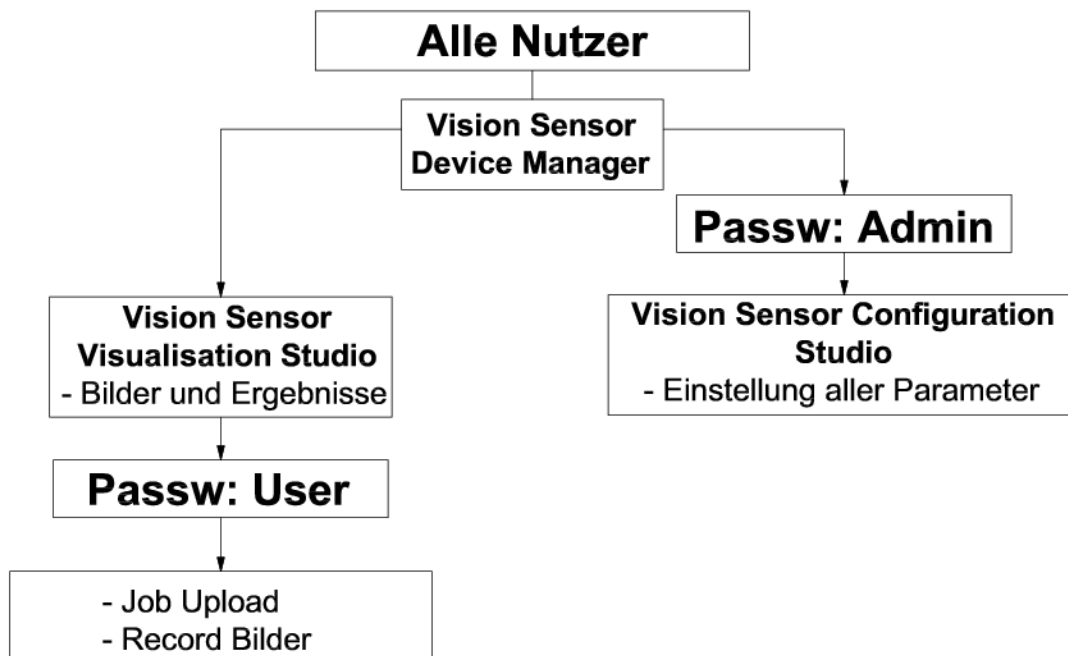 Alle Nutzer
Vision Sensor
Device Manager
Passw: Admin
Vision Sensor
Visualisation Studio
- Bilder und Ergebnisse
Vision Sensor Configuration
Studio
- Einstellung aller Parameter
Passw: User
- Job Upload
- Record Bilder